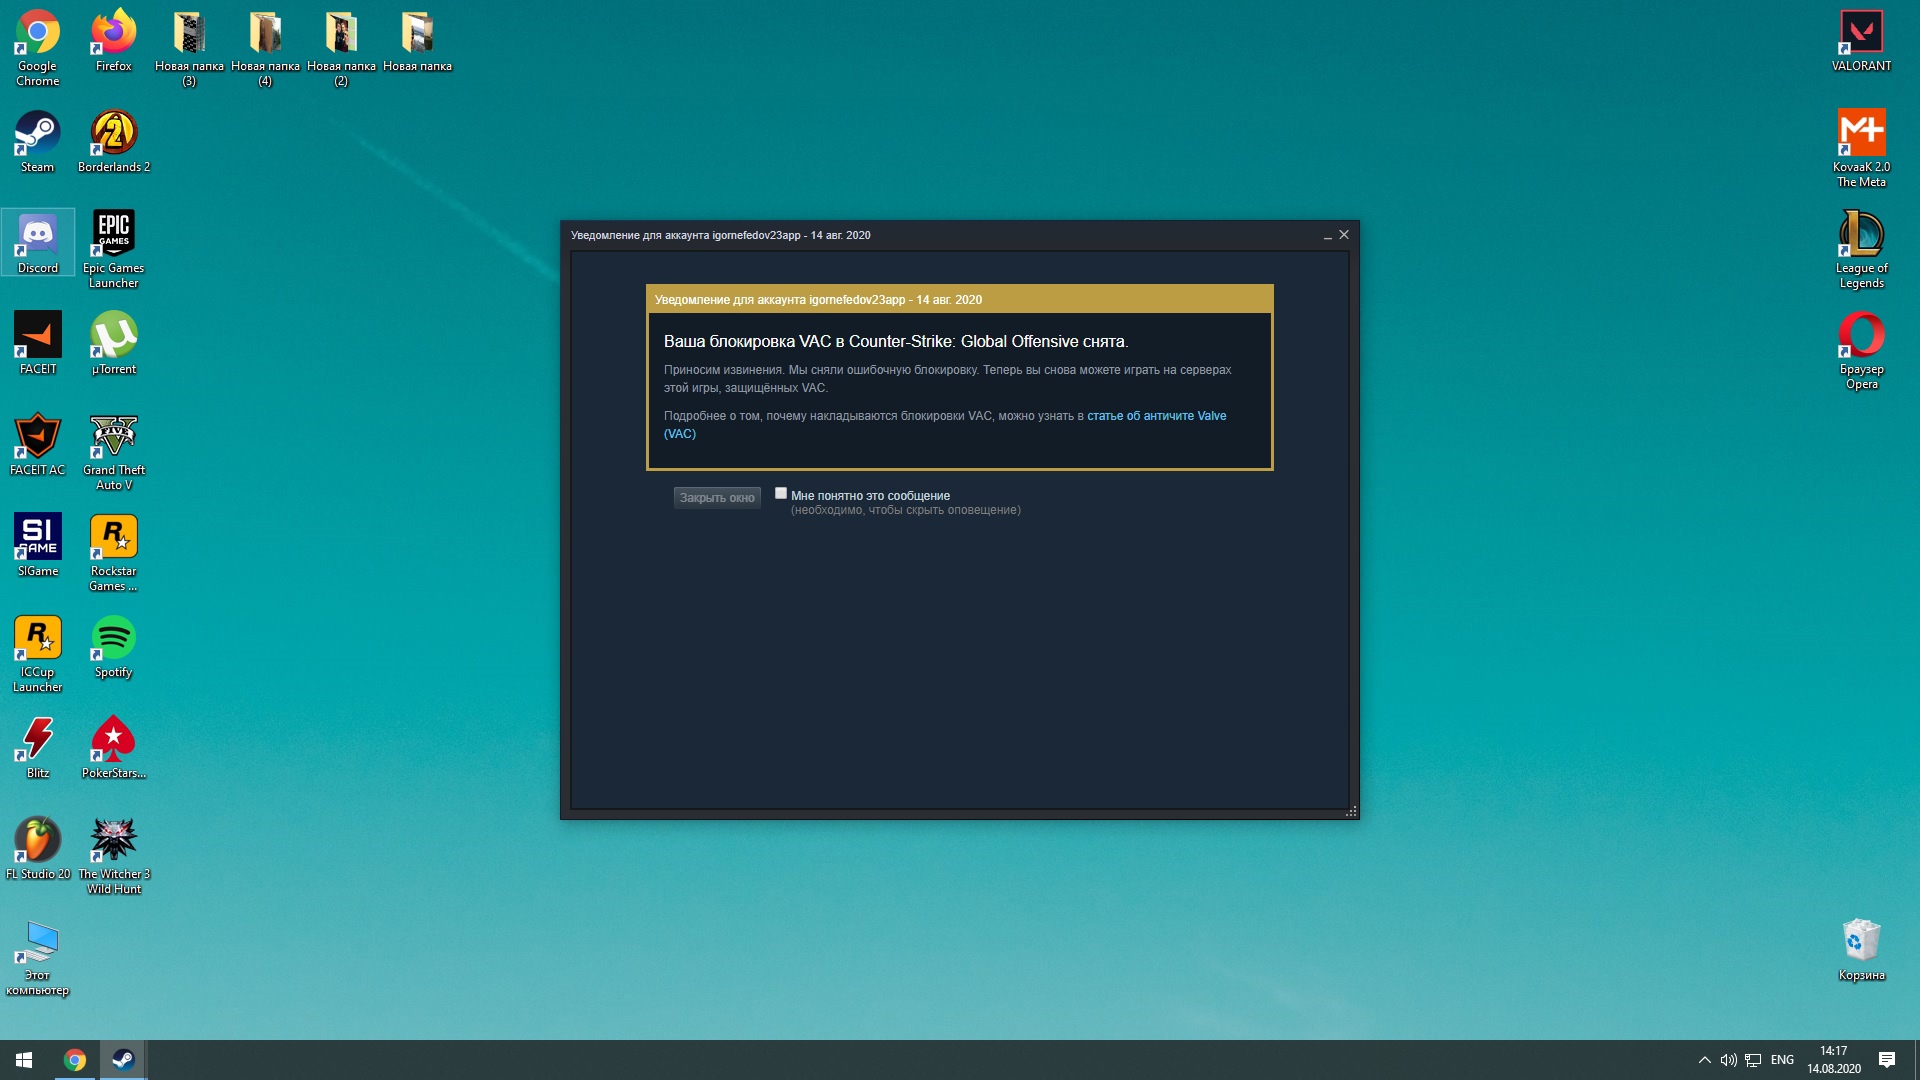 Google
Chrome
Firefox
Новая папка
(3)
Новая папка
(4)
Новая папка
(2)
Новая папка
VALORANT
Steam
2
Borderlands 2
M+
KovaaK 2.0
The Meta
Discord
EPIC
GAMES
Epic Games
Launcher
L
League of
Legends
FACEIT
µ
µTorrent
Браузер
Opera
FACEIT AC
V
FIVE
Grand Theft
Auto V
SI
GAME
SIGame
R
Rockstar
Games ...
R
ICCup
Launcher
Spotify
Blitz
PokerStars...
FL Studio 20
The Witcher 3
Wild Hunt
Этот
компьютер
Корзина
Уведомление для аккаунта igornefedov23app - 14 авг. 2020
Уведомление для аккаунта igornefedov23app - 14 авг. 2020
Ваша блокировка VAC в Counter-Strike: Global Offensive снята.
Приносим извинения. Мы сняли ошибочную блокировку. Теперь вы снова можете играть на серверах
этой игры, защищённых VAC.
Подробнее о том, почему накладываются блокировки VAC, можно узнать в статье об античите Valve
(VAC)
Закрыть окно
Мне понятно это сообщение
(необходимо, чтобы скрыть оповещение)
ENG
14:17
14.08.2020